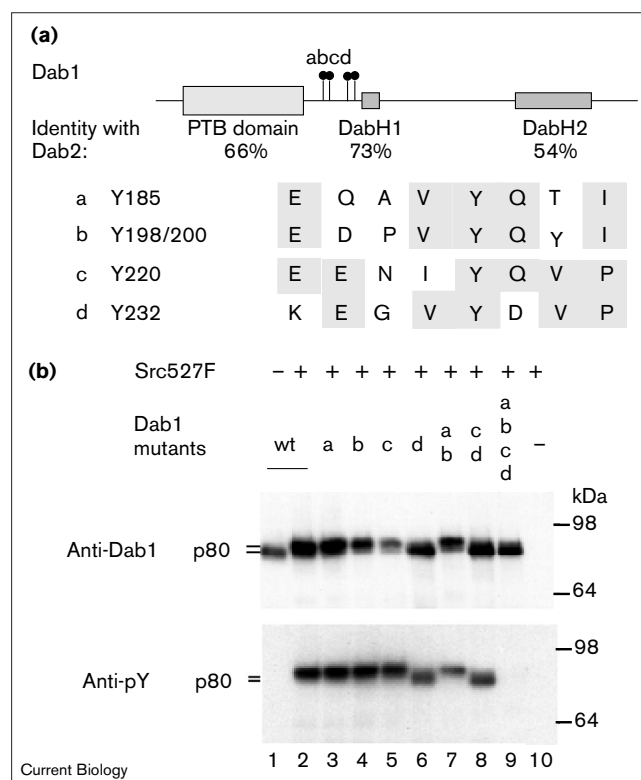 (a)
abcd
Dab1
Identity with PTB domain DabH1 DabH2
Dab2: 66% 73% 54%
a Y185 E Q A V Y Q T I
b Y198/200 E D P V Y Q Y I
c Y220 E E N I Y Q V P
d Y232 K E G V Y D V P
(b) Src527F – + + + + + + + + +
Dab1 mutants wt a b c d a b c d a b c d –
kDa
Anti-Dab1 p80 98
64
Anti-pY p80 98
64
Current Biology 1 2 3 4 5 6 7 8 9 10